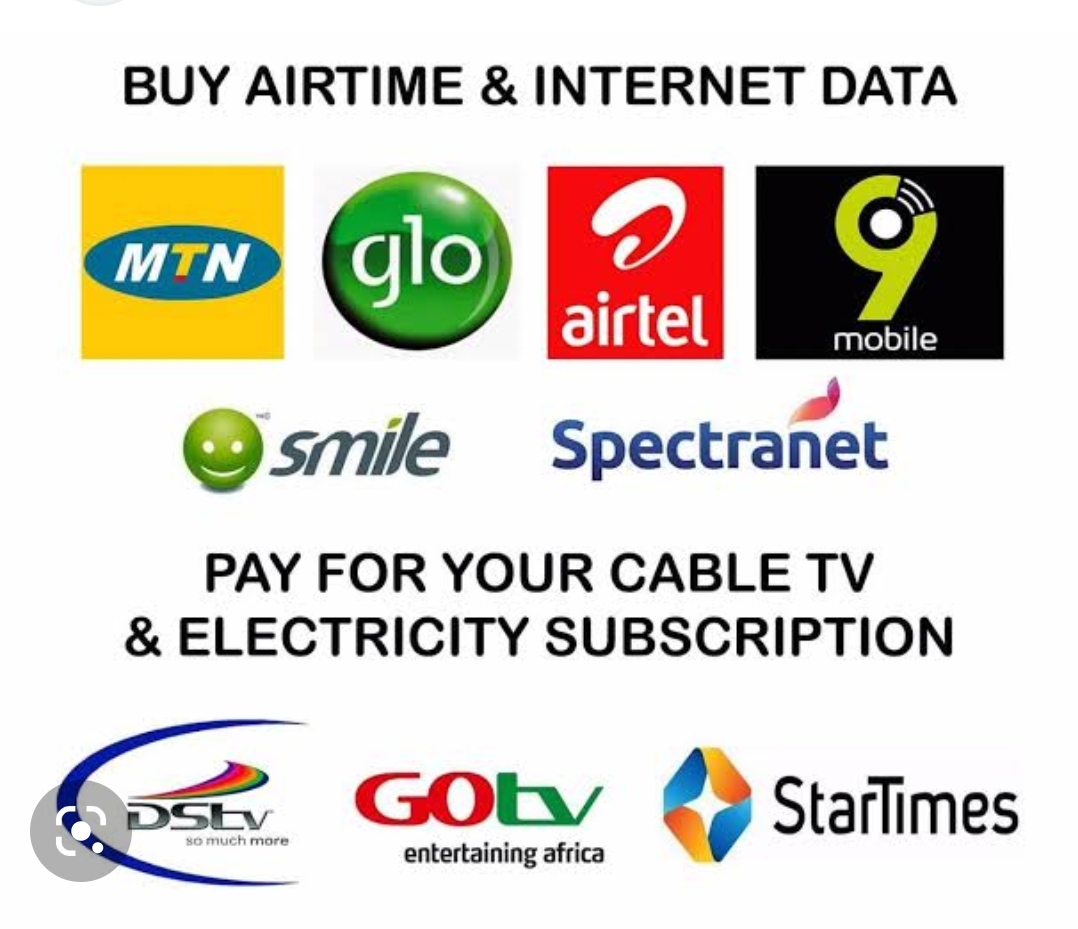 BUY AIRTIME & INTERNET DATA
MTN
glo
airtel
9
mobile
smile
Spectranet
PAY FOR YOUR CABLE TV
& ELECTRICITY SUBSCRIPTION
DStv
so much more
GOtv
entertaining africa
StarTimes